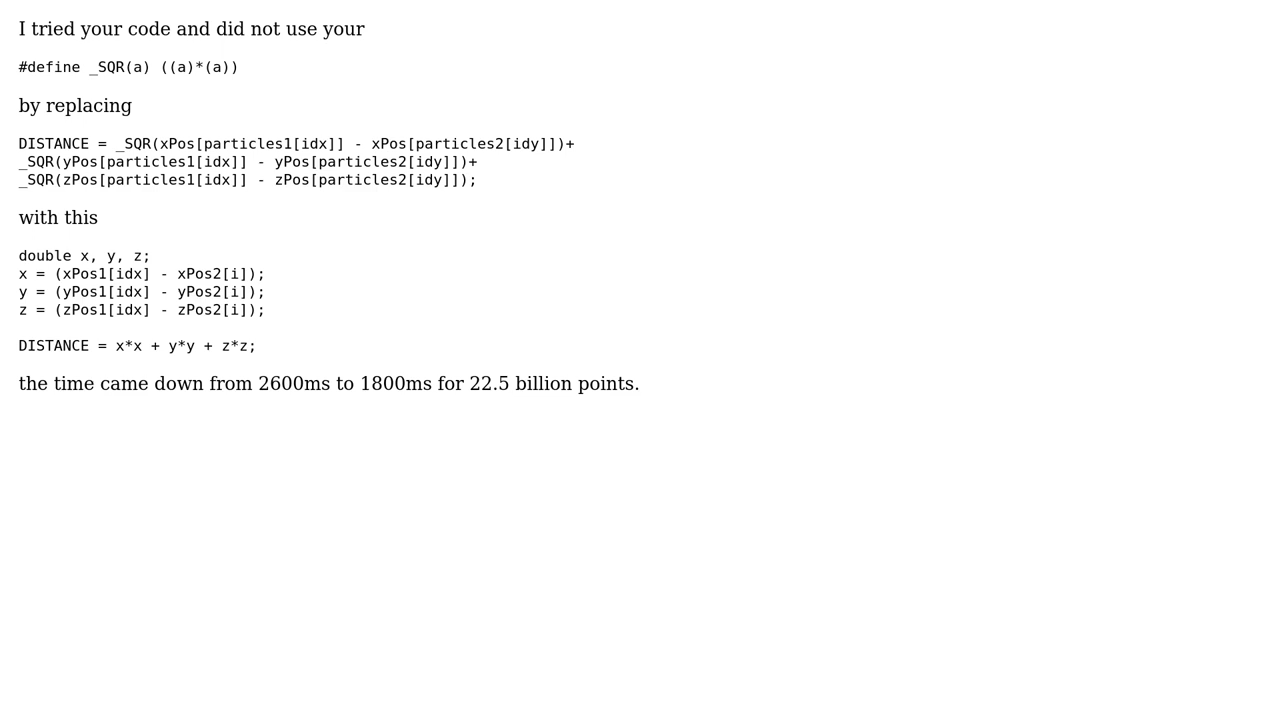 I tried your code and did not use your
#define _SQR(a) ((a)*(a))
by replacing
DISTANCE = _SQR(xPos[particles1[idx]] - xPos[particles2[idy]])+
_SQR(yPos[particles1[idx]] - yPos[particles2[idy]])+
_SQR(zPos[particles1[idx]] - zPos[particles2[idy]]);
with this
double x, y, z;
x = (xPos1[idx] - xPos2[i]);
y = (yPos1[idx] - yPos2[i]);
z = (zPos1[idx] - zPos2[i]);
DISTANCE = x*x + y*y + z*z;
the time came down from 2600ms to 1800ms for 22.5 billion points.